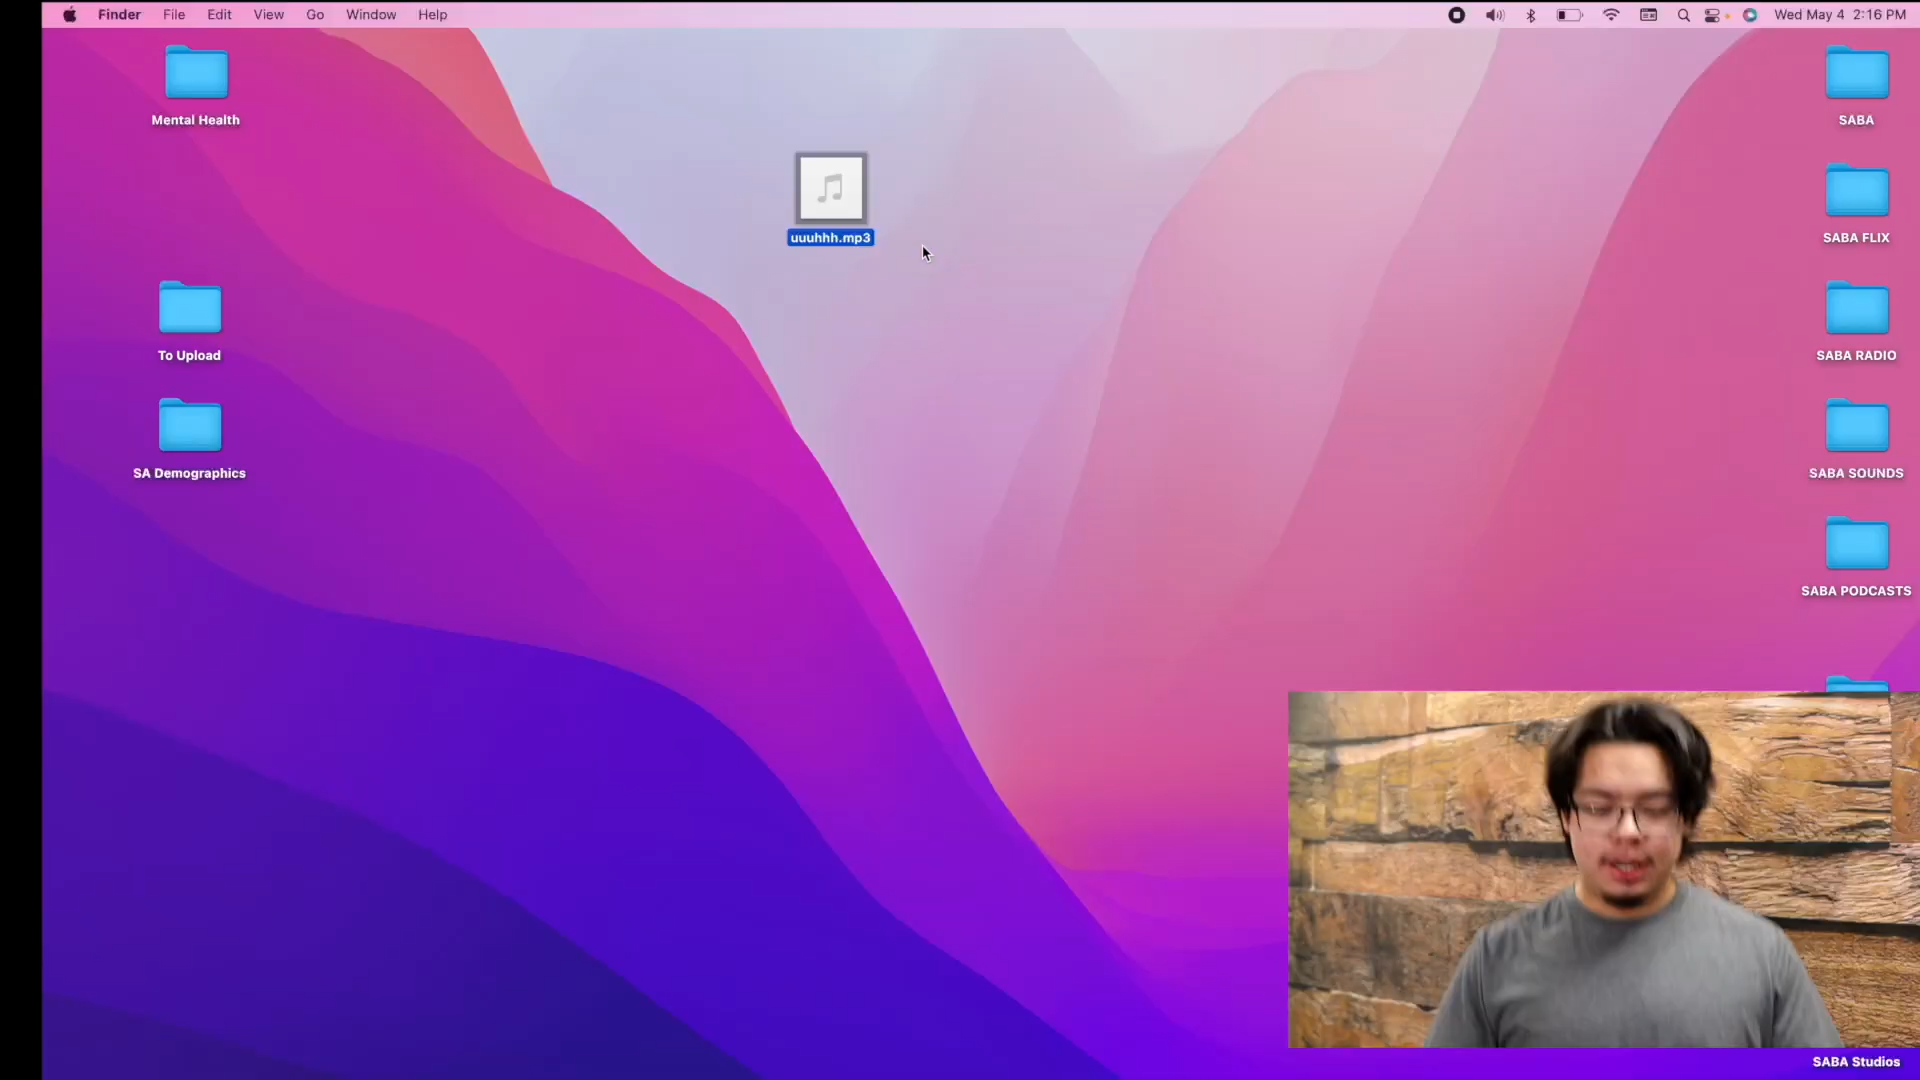 Finder File Edit View Go Window Help Wed May 4 2:16 PM
Mental Health
To Upload
SA Demographics
uuuhhh.mp3
SABA
SABA FLIX
SABA RADIO
SABA SOUNDS
SABA PODCASTS
SABA Studios